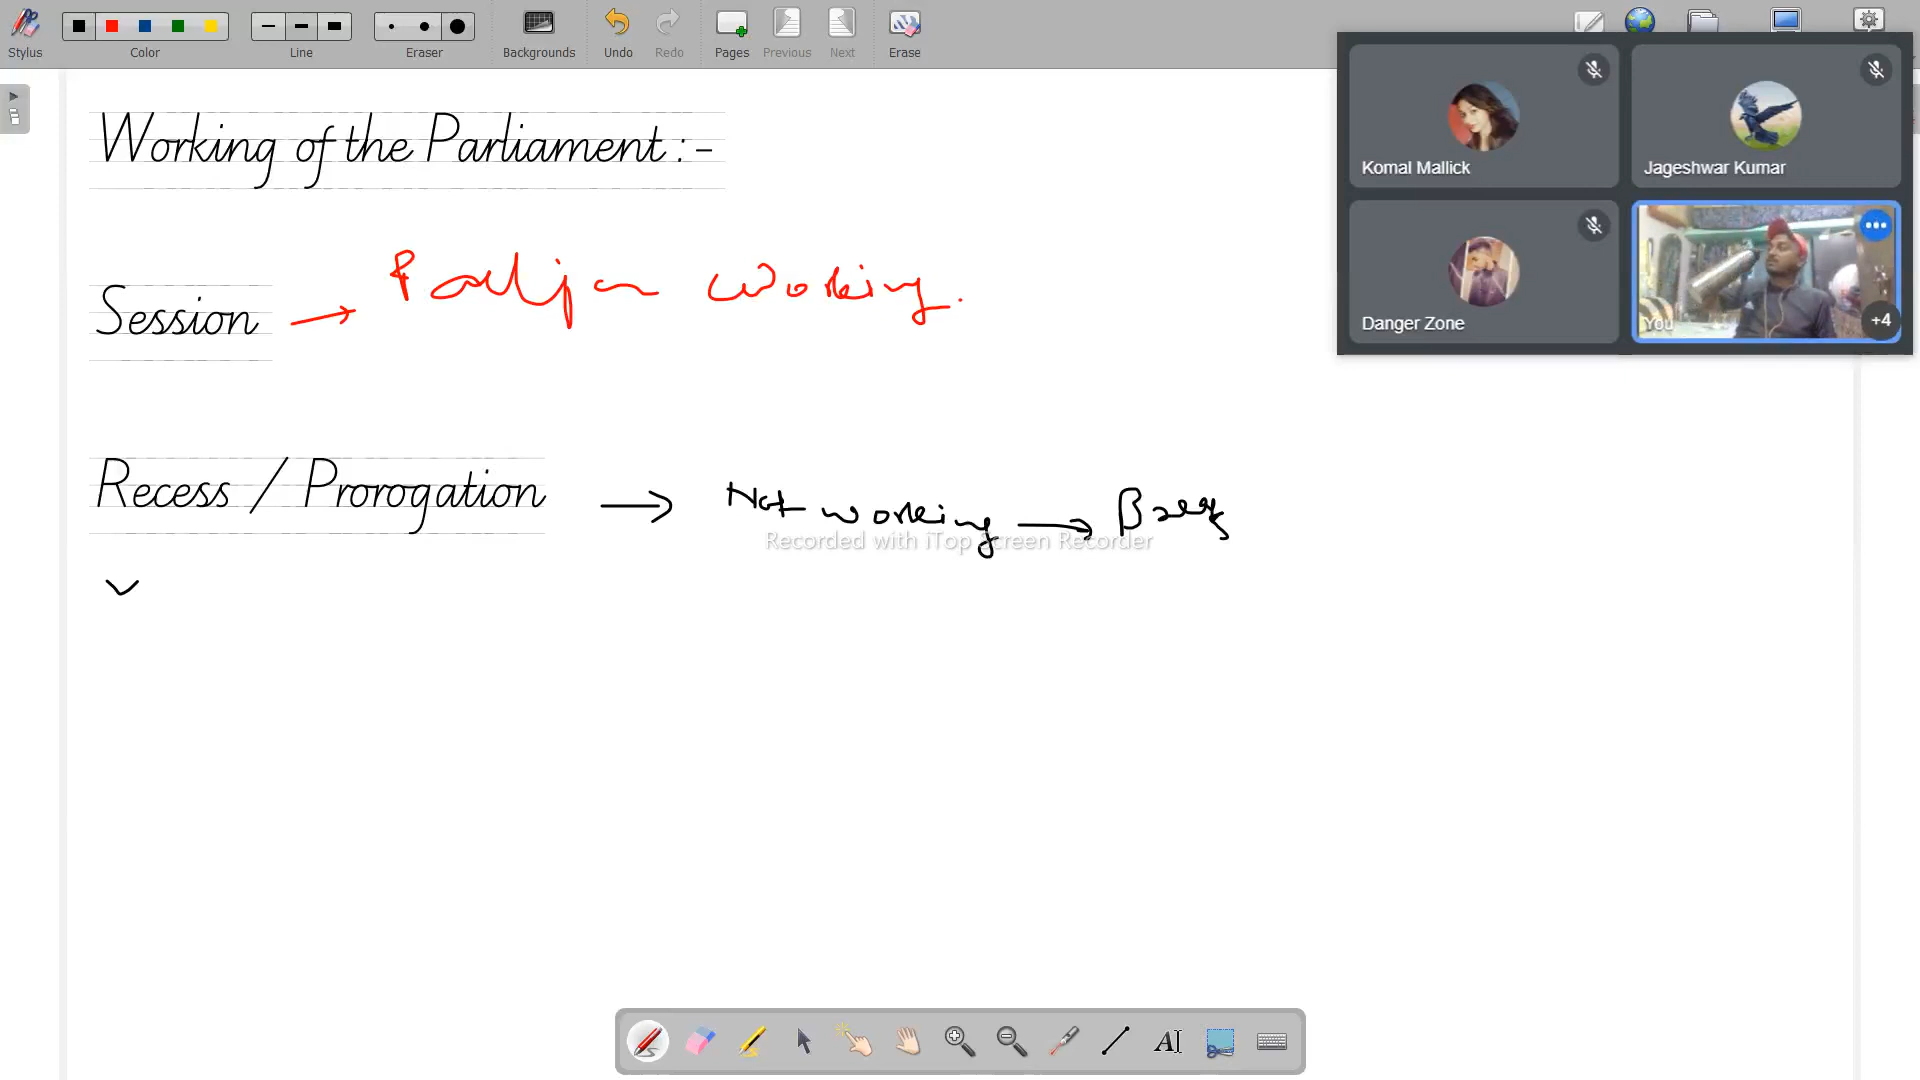 Stylus
Color
Line
Eraser
Backgrounds
Undo
Redo
Pages
Previous
Next
Erase
Working of the Parliament :-
Session → working.
Recess / Prorogation → Not working →
Recorded with iTop Screen Recorder
Komal Mallick
Jageshwar Kumar
Danger Zone
You
+4